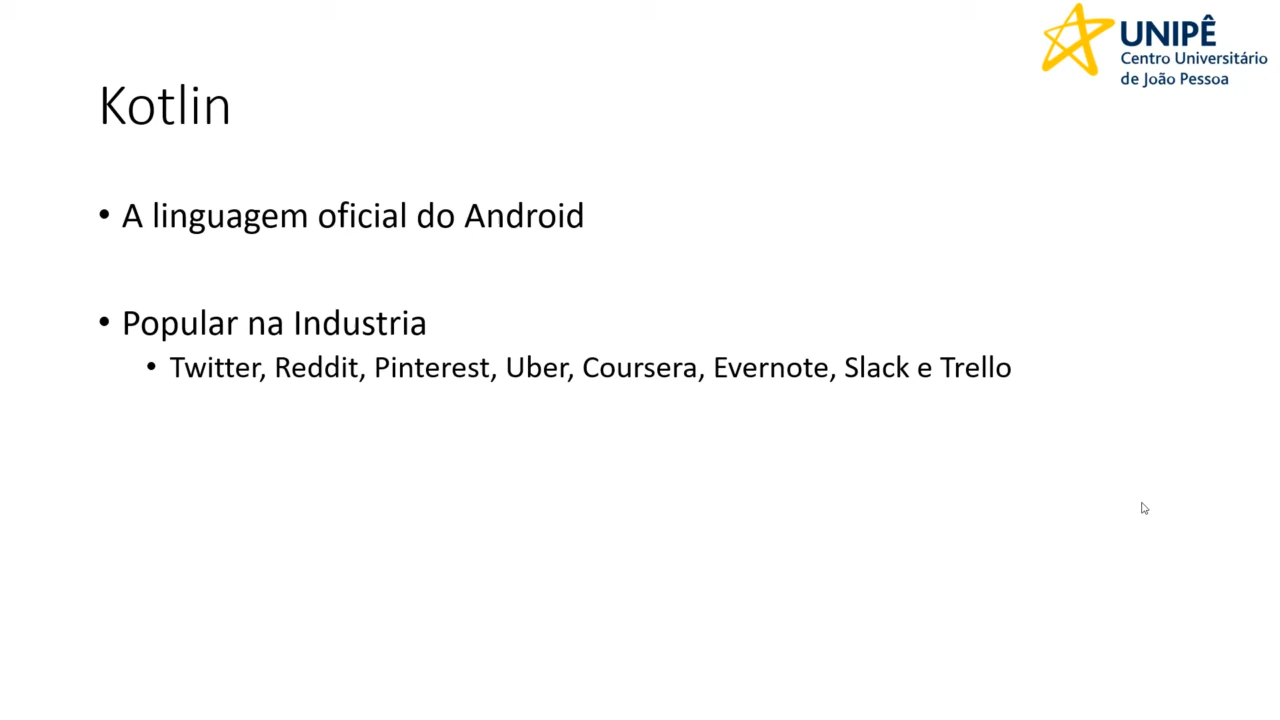 UNIPÊ
Centro Universitário
de João Pessoa
Kotlin
• A linguagem oficial do Android
• Popular na Industria
• Twitter, Reddit, Pinterest, Uber, Coursera, Evernote, Slack e Trello